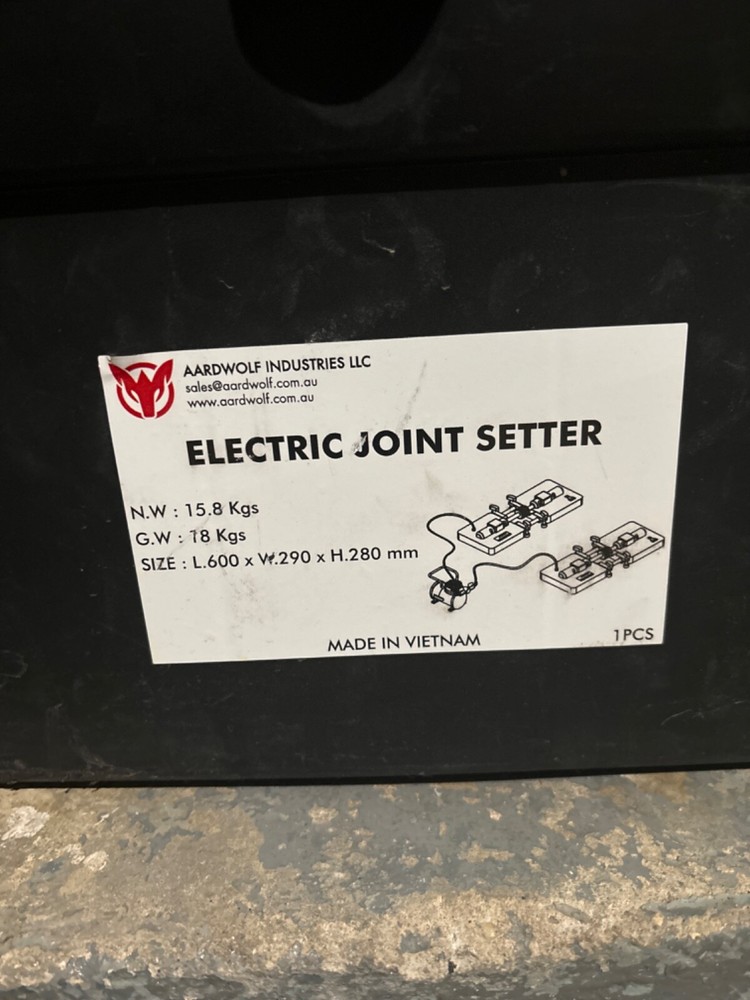 AARDWOLF INDUSTRIES LLC
sales@aardwolf.com.au
www.aardwolf.com.au
ELECTRIC JOINT SETTER
N.W : 15.8 Kgs
G.W : 18 Kgs
SIZE : L.600 x W.290 x H.280 mm
MADE IN VIETNAM
1PCS